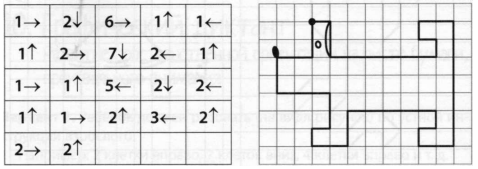 1→ 2↓ 6→ 1↑ 1←
1↑ 2→ 7↓ 2← 1↑
1→ 1↑ 5← 2↓ 2←
1↑ 1→ 2↑ 3← 2↑
2→ 2↑